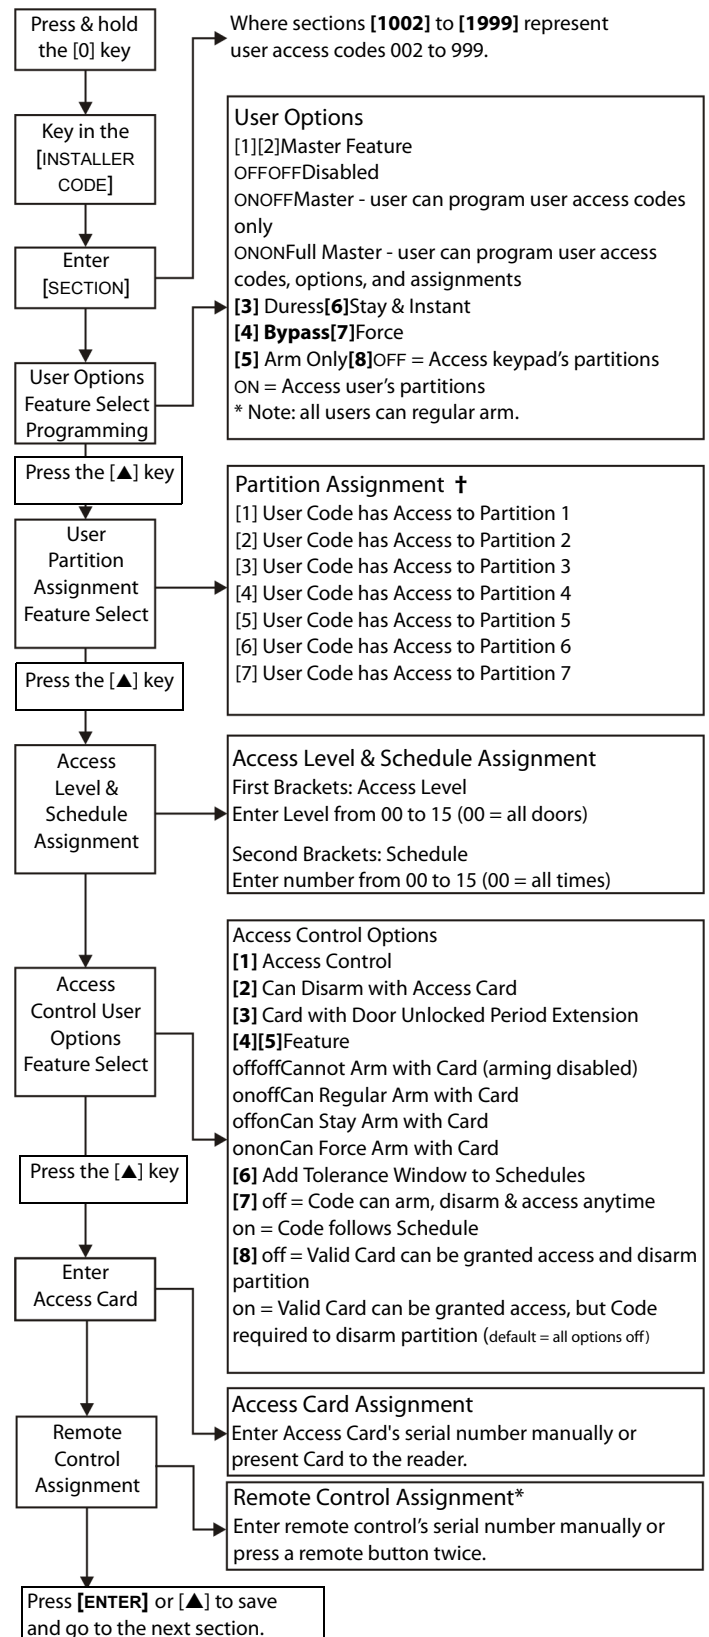 Press & hold
the [0] key
Where sections [1002] to [1999] represent
user access codes 002 to 999.
Key in the
[INSTALLER
CODE]
Enter
[SECTION]
User Options
Feature Select
Programming
User Options
[1][2]Master Feature
OFFOFFDisabled
ONOFFMaster - user can program user access codes
only
ONONFull Master - user can program user access
codes, options, and assignments
[3] Duress[6]Stay & Instant
[4] Bypass[7]Force
[5] Arm Only[8]OFF = Access keypad's partitions
ON = Access user's partitions
* Note: all users can regular arm.
Press the [▲] key
User
Partition
Assignment
Feature Select
Partition Assignment †
[1] User Code has Access to Partition 1
[2] User Code has Access to Partition 2
[3] User Code has Access to Partition 3
[4] User Code has Access to Partition 4
[5] User Code has Access to Partition 5
[6] User Code has Access to Partition 6
[7] User Code has Access to Partition 7
Press the [▲] key
Access
Level &
Schedule
Assignment
Access Level & Schedule Assignment
First Brackets: Access Level
Enter Level from 00 to 15 (00 = all doors)
Second Brackets: Schedule
Enter number from 00 to 15 (00 = all times)
Access
Control User
Options
Feature Select
Access Control Options
[1] Access Control
[2] Can Disarm with Access Card
[3] Card with Door Unlocked Period Extension
[4][5]Feature
offoffCannot Arm with Card (arming disabled)
onoffCan Regular Arm with Card
offonCan Stay Arm with Card
ononCan Force Arm with Card
[6] Add Tolerance Window to Schedules
[7] off = Code can arm, disarm & access anytime
on = Code follows Schedule
[8] off = Valid Card can be granted access and disarm
partition
on = Valid Card can be granted access, but Code
required to disarm partition (default = all options off)
Press the [▲] key
Enter
Access Card
Access Card Assignment
Enter Access Card's serial number manually or
present Card to the reader.
Remote
Control
Assignment
Remote Control Assignment*
Enter remote control's serial number manually or
press a remote button twice.
Press [ENTER] or [▲] to save
and go to the next section.